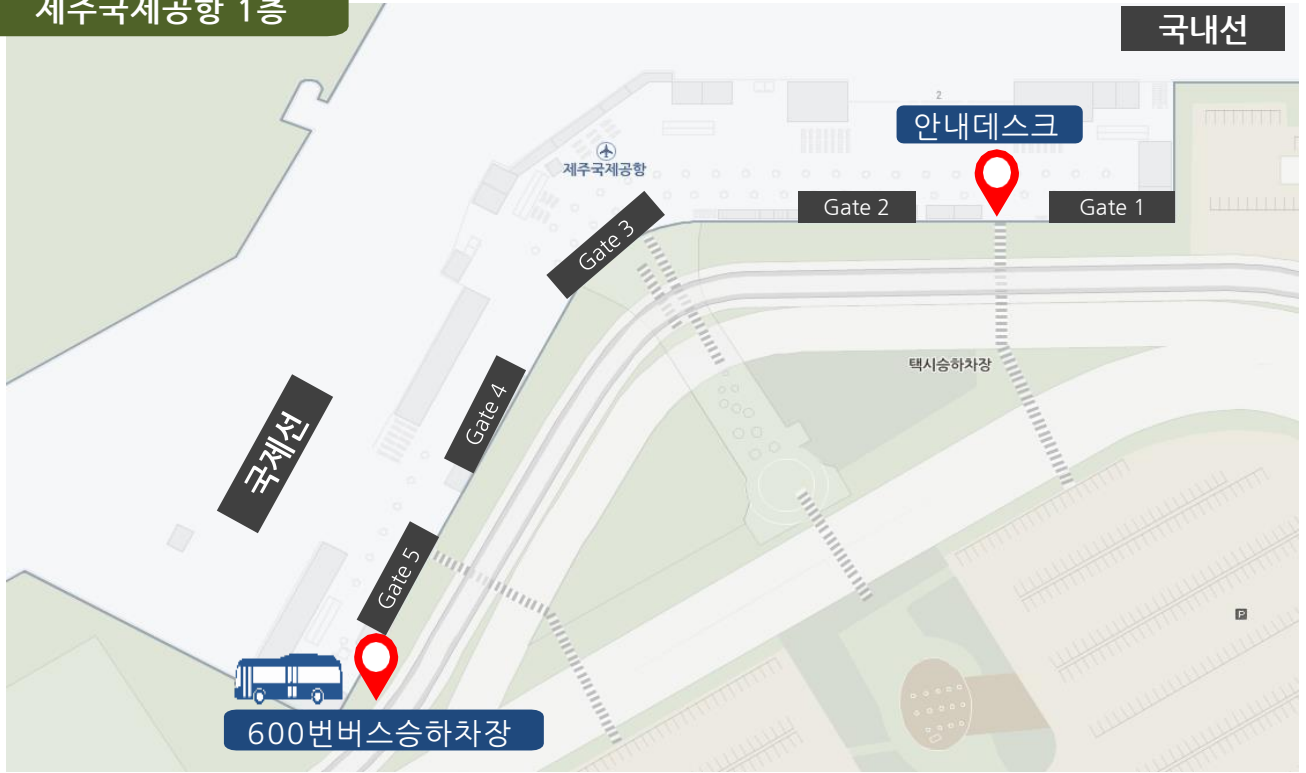 제주국제공항 1층
국내선
2
안내데스크
제주국제공항
Gate 2
Gate 1
Gate 3
택시승하차장
Gate 4
국제선
Gate 5
P
600번버스승하차장